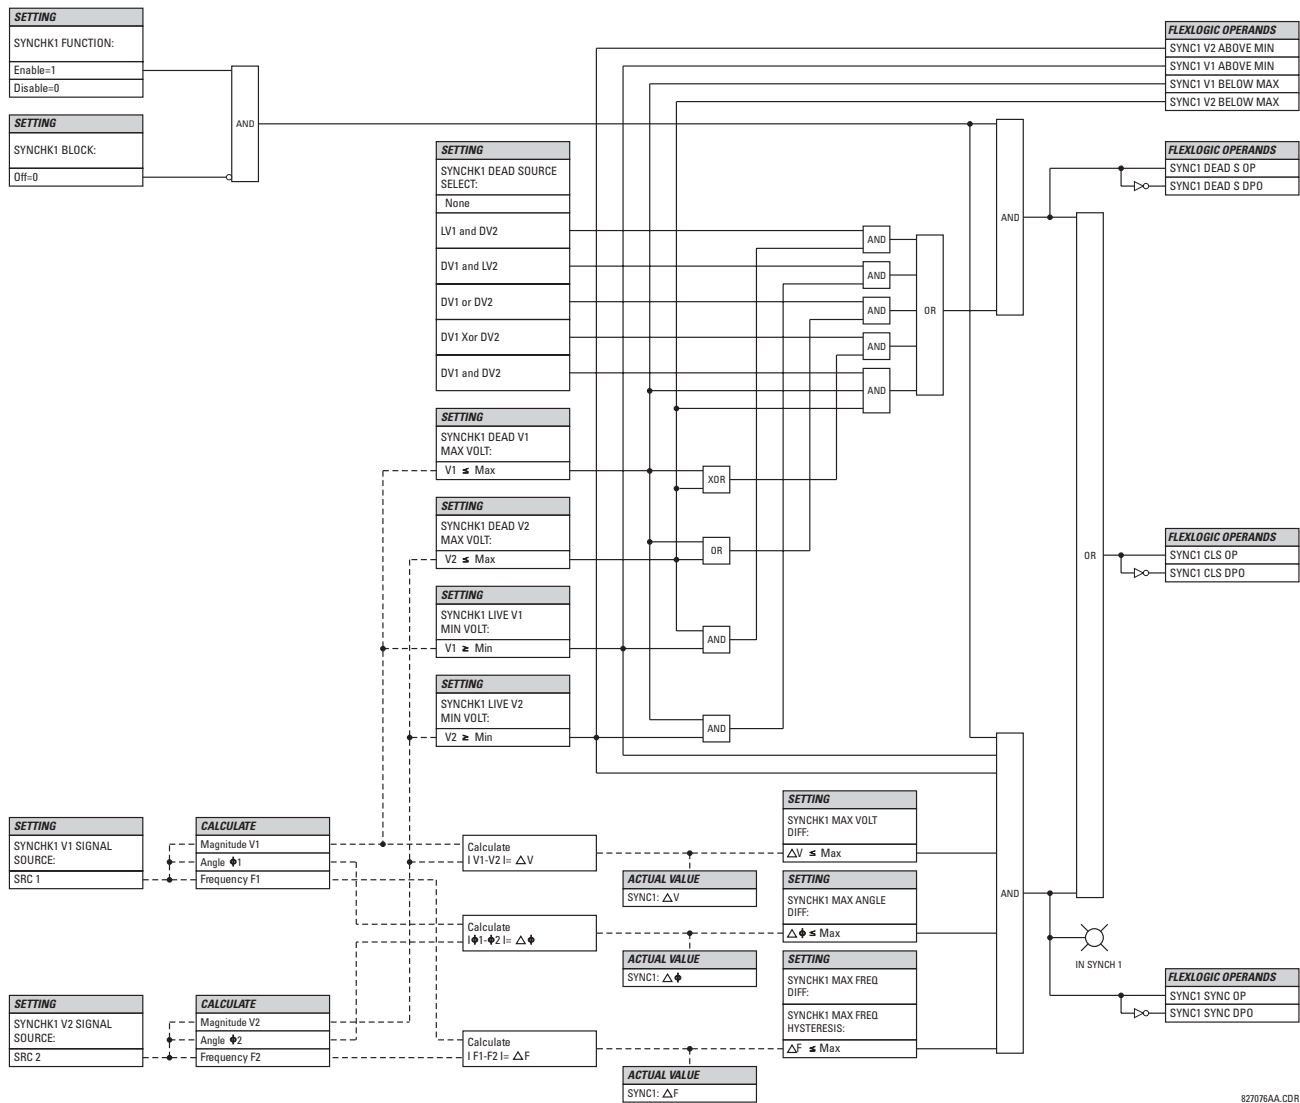 SETTING
SYNCHK1 FUNCTION:
Enable=1
Disable=0
SETTING
SYNCHK1 BLOCK:
Off=0
AND
SETTING
SYNCHK1 DEAD SOURCE
SELECT:
None
LV1 and DV2
DV1 and LV2
DV1 or DV2
DV1 Xor DV2
DV1 and DV2
AND
AND
AND
AND
AND
OR
AND
FLEXLOGIC OPERANDS
SYNC1 V2 ABOVE MIN
SYNC1 V1 ABOVE MIN
SYNC1 V1 BELOW MAX
SYNC1 V2 BELOW MAX
FLEXLOGIC OPERANDS
SYNC1 DEAD S OP
SYNC1 DEAD S DPO
SETTING
SYNCHK1 DEAD V1
MAX VOLT:
V1 ≤ Max
XOR
SETTING
SYNCHK1 DEAD V2
MAX VOLT:
V2 ≤ Max
OR
SETTING
SYNCHK1 LIVE V1
MIN VOLT:
V1 ≥ Min
AND
SETTING
SYNCHK1 LIVE V2
MIN VOLT:
V2 ≥ Min
AND
OR
FLEXLOGIC OPERANDS
SYNC1 CLS OP
SYNC1 CLS DPO
SETTING
SYNCHK1 V1 SIGNAL
SOURCE:
SRC 1
CALCULATE
Magnitude V1
Angle Φ1
Frequency F1
Calculate
I V1-V2 I= △V
ACTUAL VALUE
SYNC1: △V
SETTING
SYNCHK1 MAX VOLT
DIFF:
△V ≤ Max
Calculate
IΦ1-Φ2 I= △Φ
ACTUAL VALUE
SYNC1: △Φ
SETTING
SYNCHK1 MAX ANGLE
DIFF:
△Φ ≤ Max
AND
IN SYNCH 1
SETTING
SYNCHK1 V2 SIGNAL
SOURCE:
SRC 2
CALCULATE
Magnitude V2
Angle Φ2
Frequency F2
Calculate
I F1-F2 I= △F
ACTUAL VALUE
SYNC1: △F
SETTING
SYNCHK1 MAX FREQ
DIFF:
SYNCHK1 MAX FREQ
HYSTERESIS:
△F ≤ Max
FLEXLOGIC OPERANDS
SYNC1 SYNC OP
SYNC1 SYNC DPO
827076AA.CDR